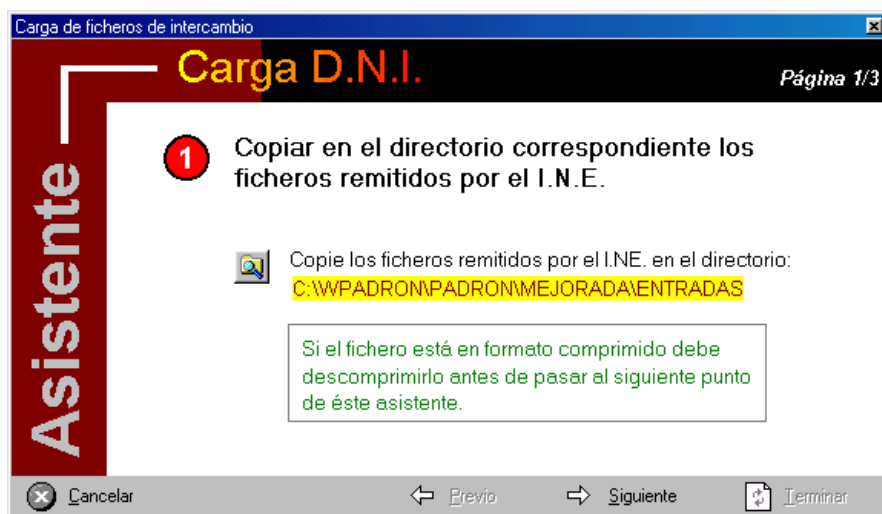 Carga de ficheros de intercambio
Carga D.N.I.
Página 1/3
Asistente
1
Copiar en el directorio correspondiente los
ficheros remitidos por el I.N.E.
Copie los ficheros remitidos por el I.NE. en el directorio:
C:\WPADRON\PADRON\MEJORADA\ENTRADAS
Si el fichero está en formato comprimido debe
descomprimirlo antes de pasar al siguiente punto
de éste asistente.
Cancelar
Previo
Siguiente
Terminar